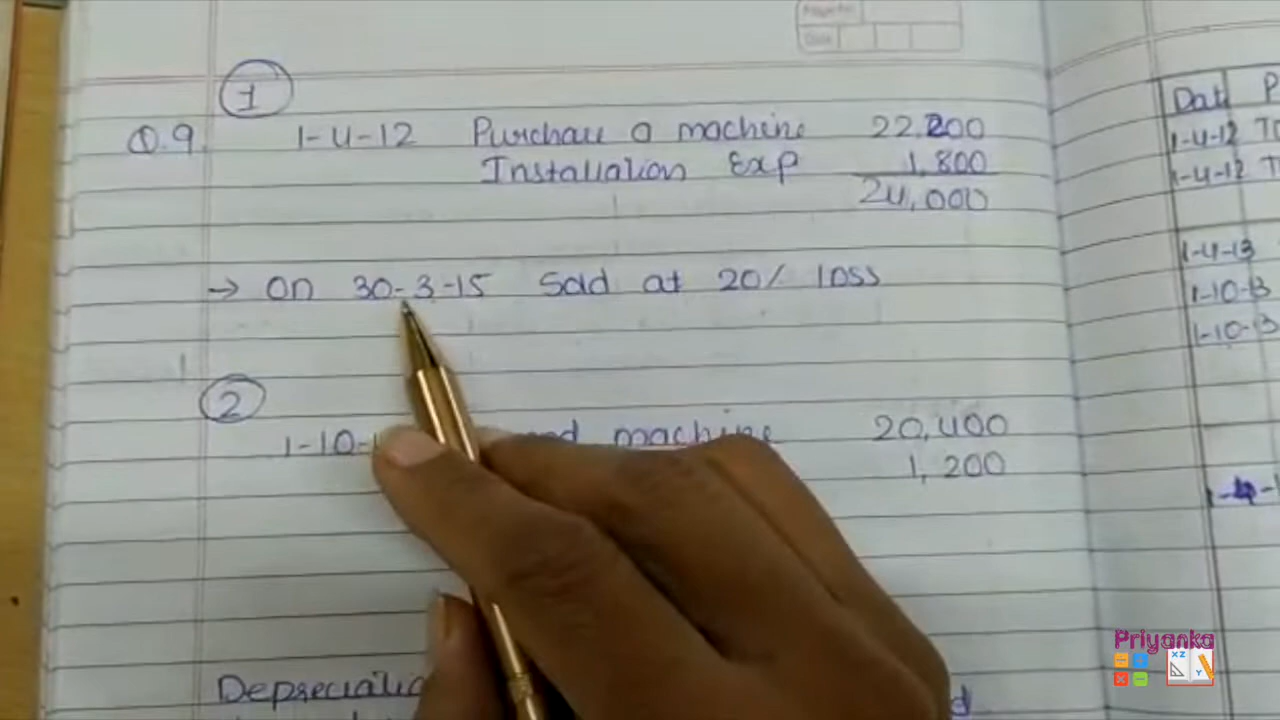 1
Q.9 1-4-12 Purchase a machine 22,200
Installation Exp 1,800
24,000
→ On 30-3-15 Sold at 20% loss
2
1-10- machine 20,400
1,200
Date
1-4-12
1-4-12
1-4-13
1-10-13
1-10-13
Priyanka